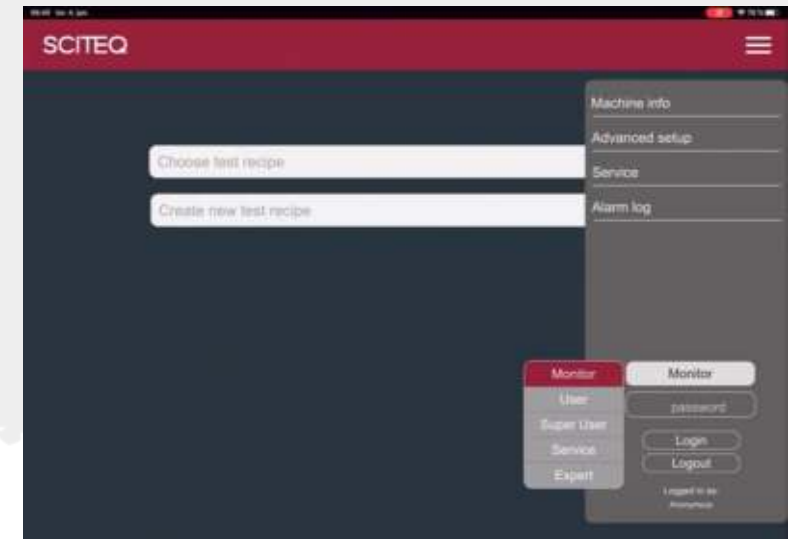 SCITEQ
Machine info
Advanced setup
Choose test recipe
Service
Create new test recipe
Alarm log
Monitor
Monitor
User
password
Super User
Login
Service
Logout
Expert
Logged in as:
Anonymous